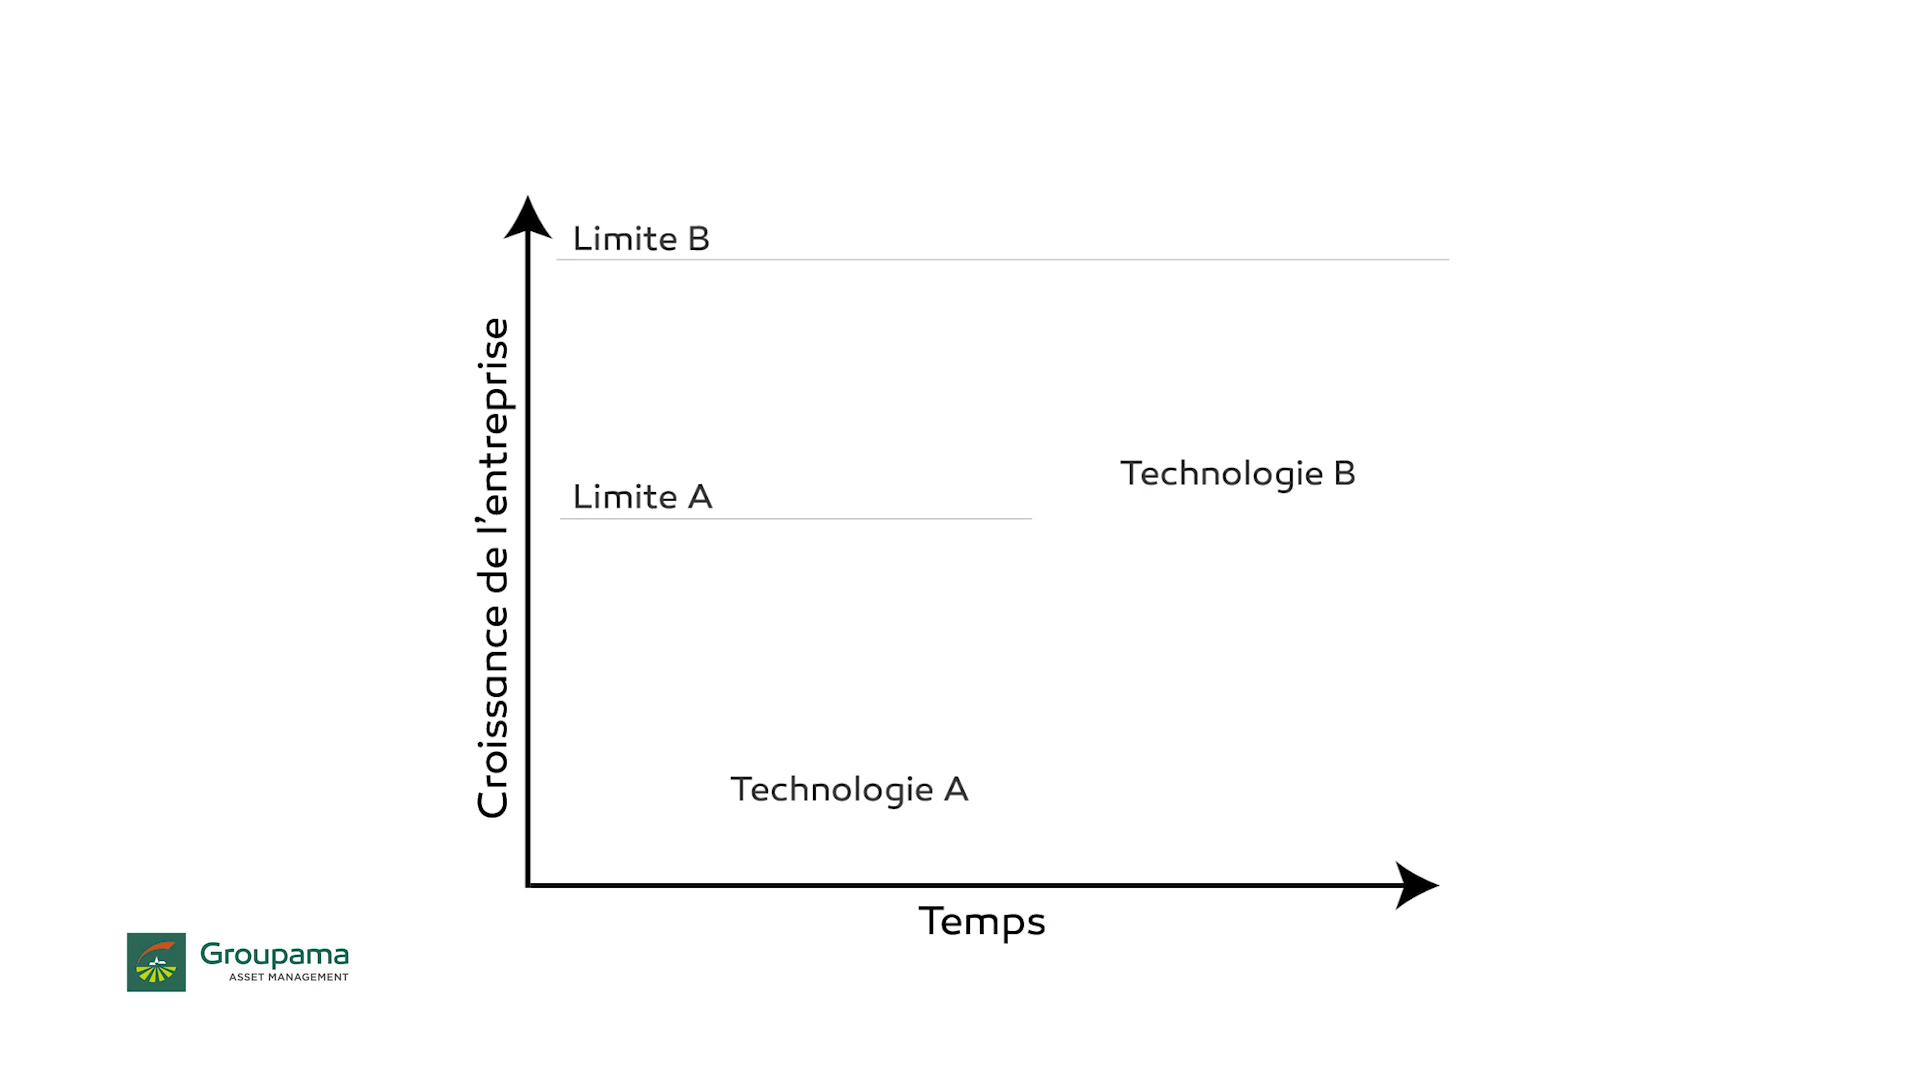 Limite B
Croissance de l'entreprise
Technologie B
Limite A
Technologie A
Temps
Groupama
ASSET MANAGEMENT